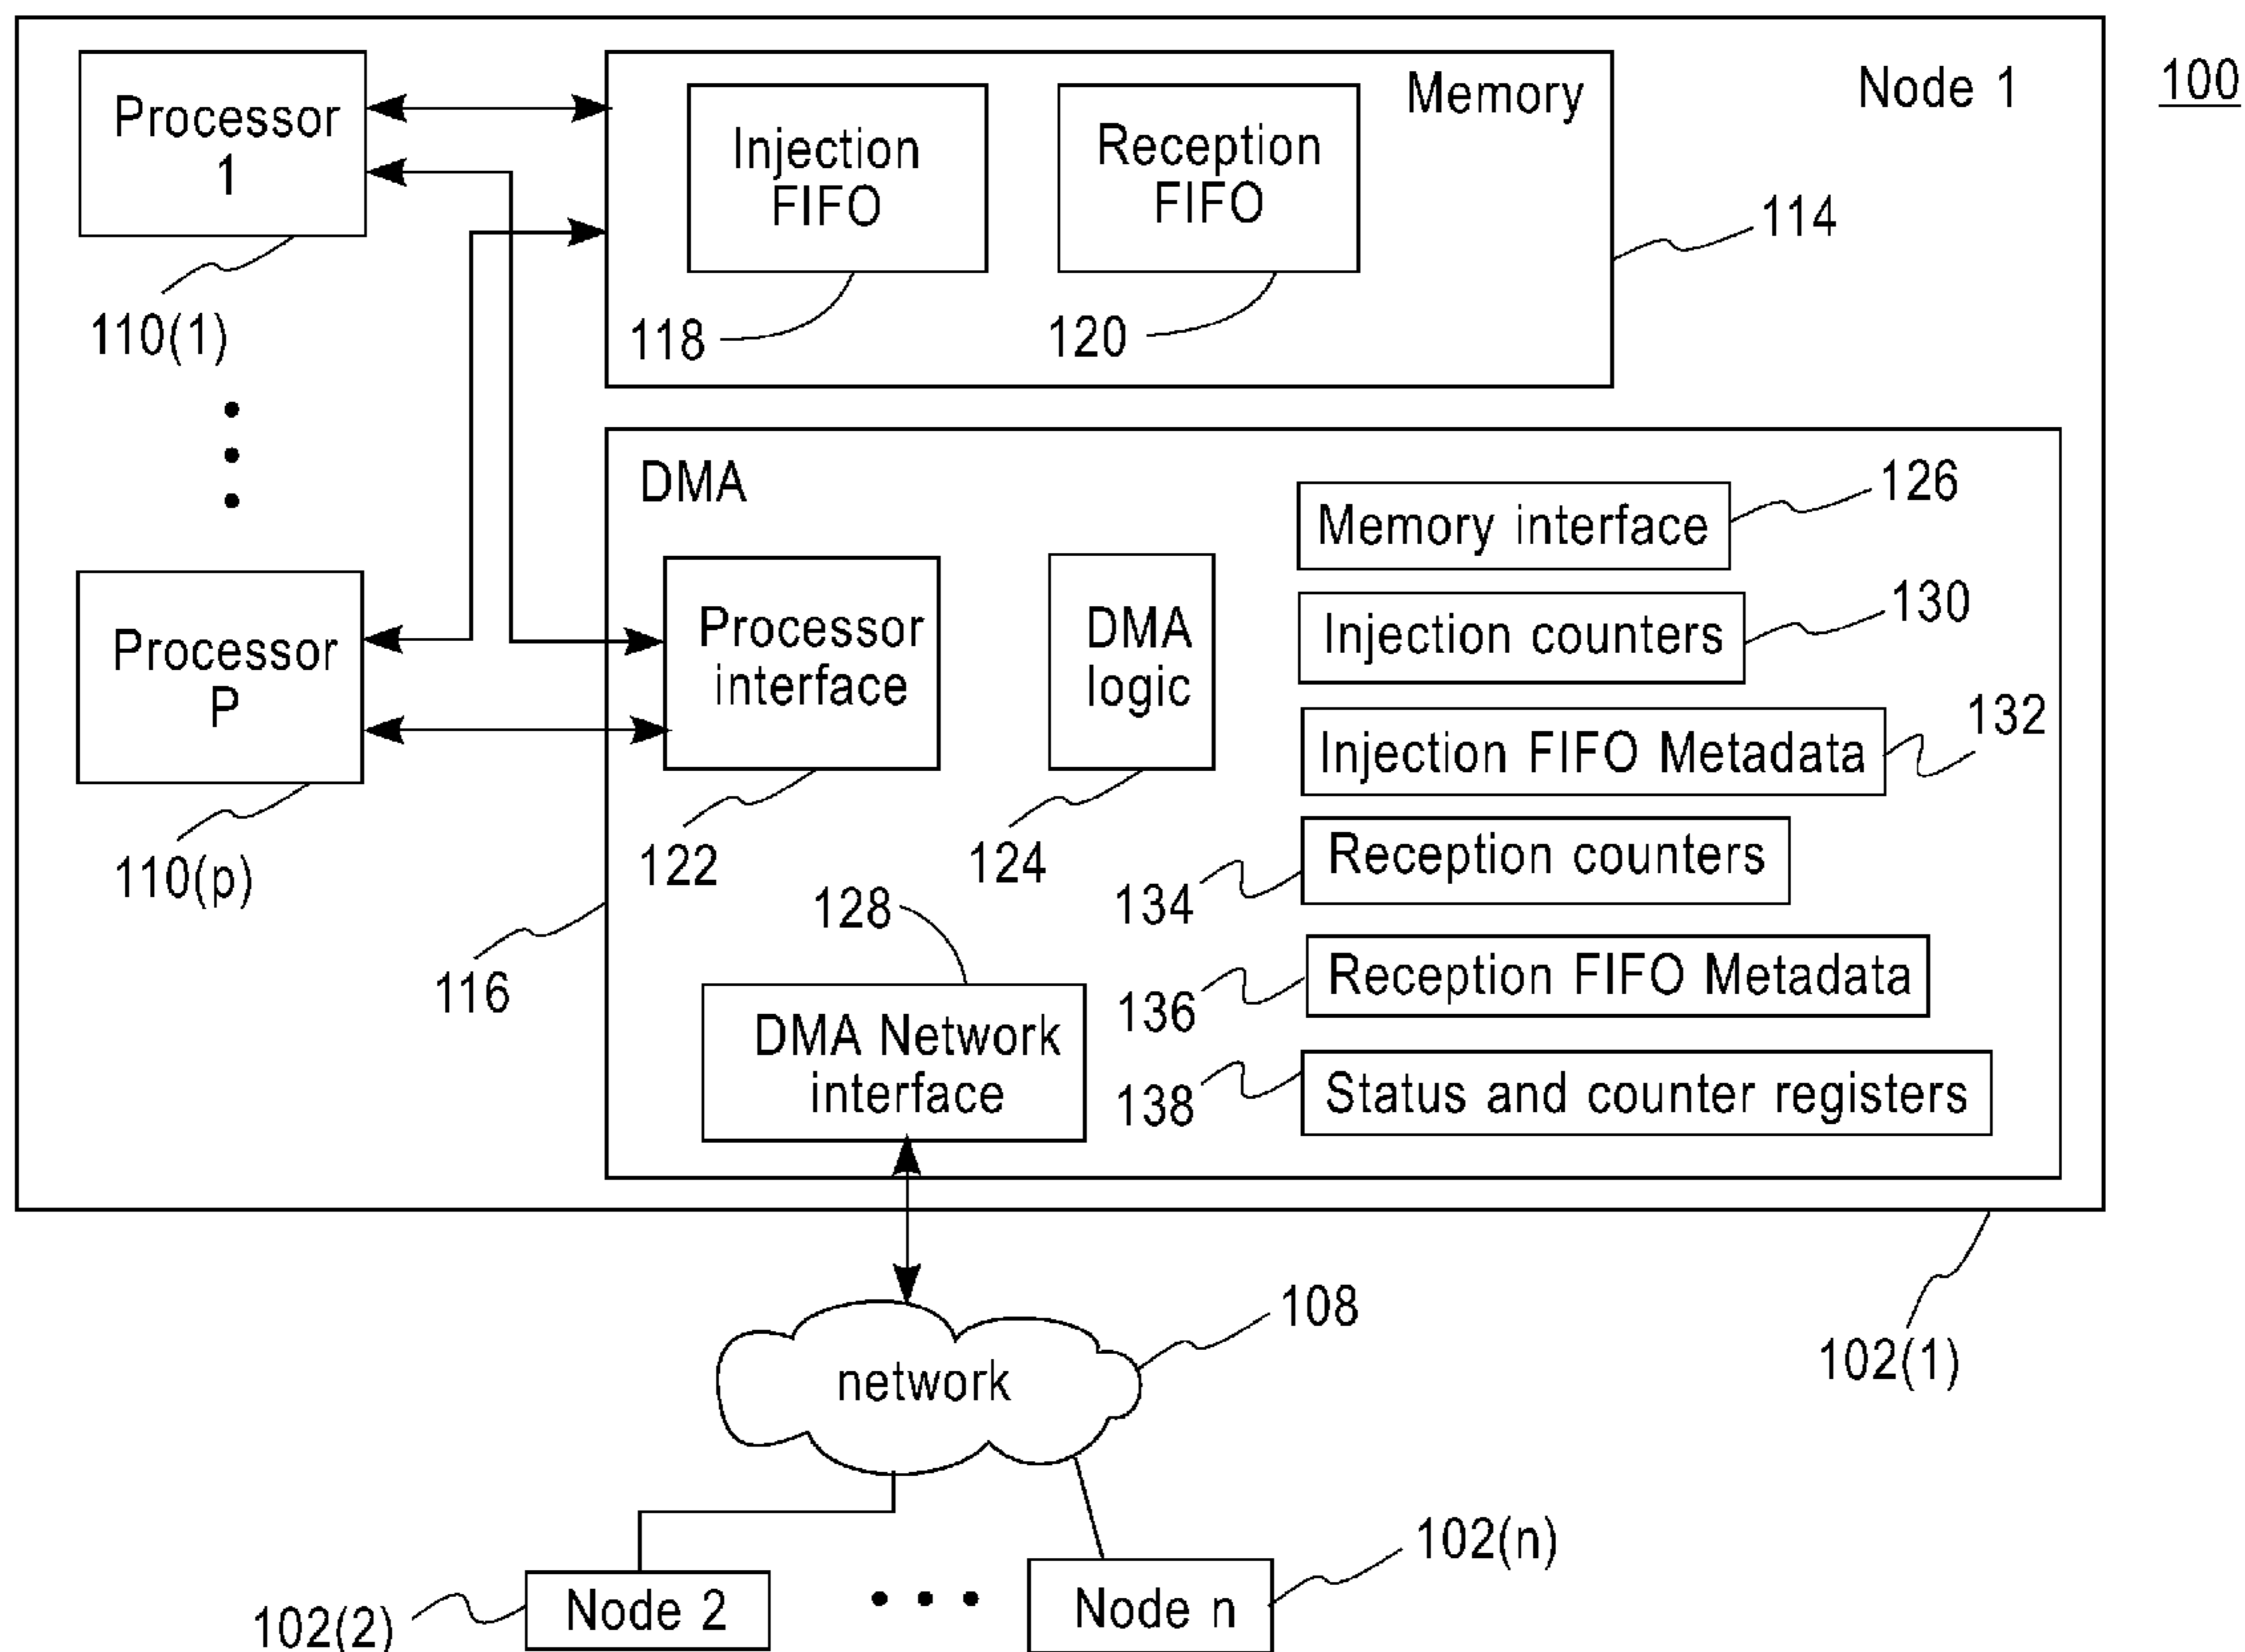 100
Node 1
Processor
1
110(1)
Memory
Injection
FIFO
118
Reception
FIFO
120
114
Processor
P
110(p)
DMA
116
Processor
interface
122
DMA
logic
124
Memory interface
126
Injection counters
130
Injection FIFO Metadata
132
Reception counters
134
Reception FIFO Metadata
136
Status and counter registers
138
128
DMA Network
interface
102(1)
network
108
Node 2
102(2)
Node n
102(n)